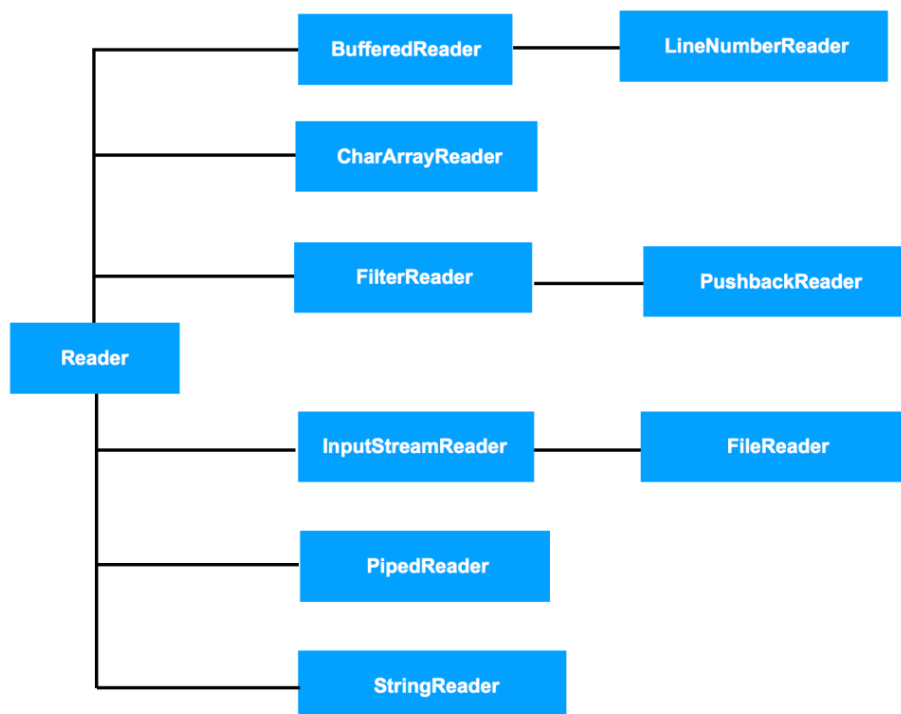 BufferedReader
LineNumberReader
CharArrayReader
FilterReader
PushbackReader
Reader
InputStreamReader
FileReader
PipedReader
StringReader